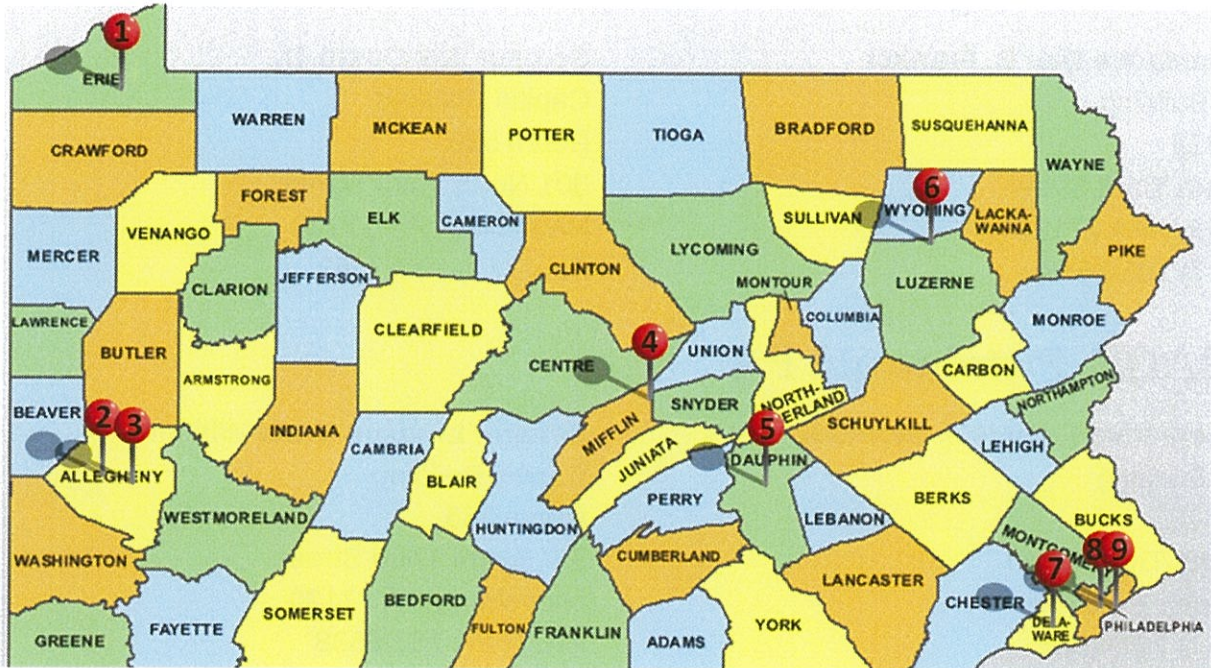 1
ERIE
WARREN
MCKEAN
POTTER
TIOGA
BRADFORD
SUSQUEHANNA
WAYNE
CRAWFORD
FOREST
ELK
CAMERON
SULLIVAN
6
WYOMING
LACKA-
WANNA
PIKE
MERCER
VENANGO
CLARION
JEFFERSON
CLINTON
LYCOMING
MONTOUR
COLUMBIA
LUZERNE
MONROE
LAWRENCE
BUTLER
ARMSTRONG
CLEARFIELD
CENTRE
4
UNION
SNYDER
NORTH-
UMBERLAND
CARBON
NORTHAMPTON
BEAVER
2
3
ALLEGHENY
INDIANA
CAMBRIA
BLAIR
MIFFLIN
JUNIATA
5
DAUPHIN
SCHUYLKILL
LEHIGH
WESTMORELAND
HUNTINGDON
PERRY
LEBANON
BERKS
BUCKS
WASHINGTON
CUMBERLAND
LANCASTER
MONTGOMERY
8
9
7
GREENE
FAYETTE
SOMERSET
BEDFORD
FULTON
FRANKLIN
ADAMS
YORK
CHESTER
DELA-
WARE
PHILADELPHIA